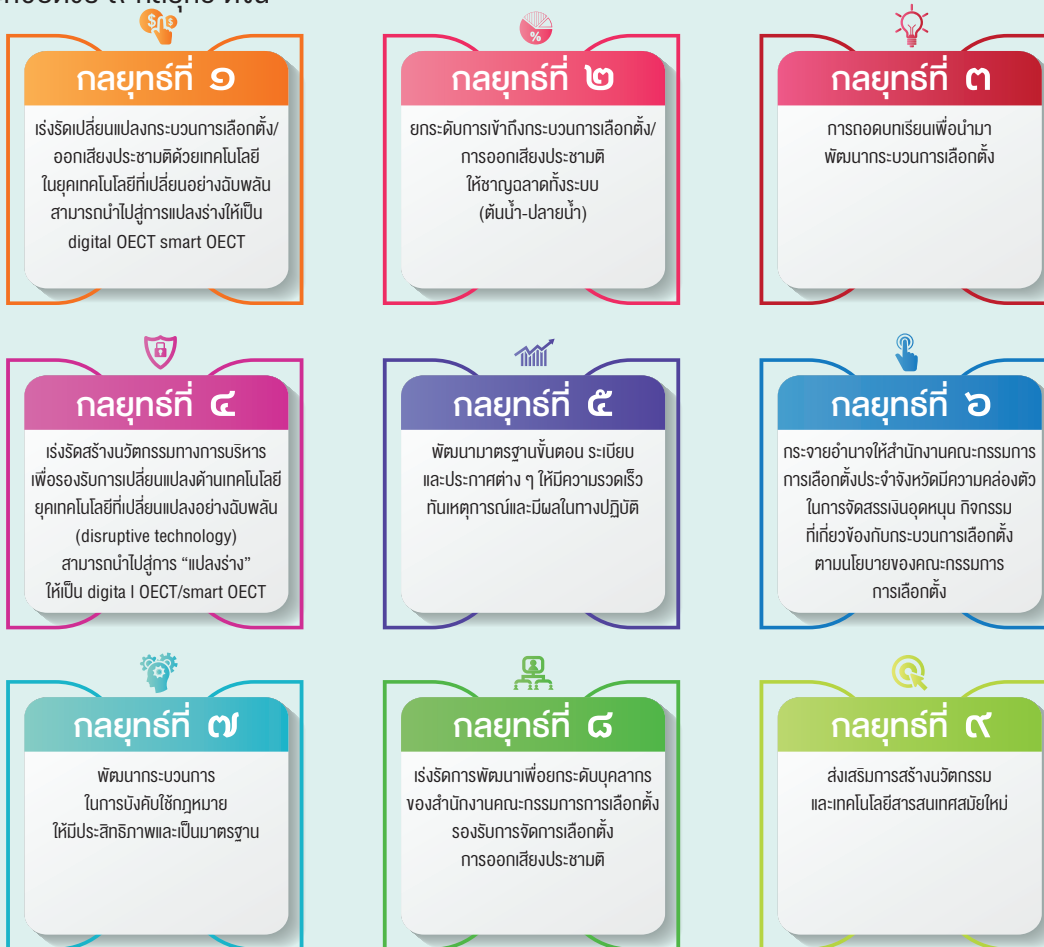 ๙ กลยุทธ์ ดังนี้
กลยุทธ์ที่ ๑
เร่งรัดเปลี่ยนแปลงกระบวนการเลือกตั้ง/
ออกเสียงประชามติด้วยเทคโนโลยี
ในยุคเทคโนโลยีที่เปลี่ยนอย่างฉับพลัน
สามารถนำไปสู่การแปลงร่างให้เป็น
digital OECT smart OECT
กลยุทธ์ที่ ๒
ยกระดับการเข้าถึงกระบวนการเลือกตั้ง/
การออกเสียงประชามติ
ให้ชาญฉลาดทั้งระบบ
(ต้นน้ำ-ปลายน้ำ)
กลยุทธ์ที่ ๓
การถอดบทเรียนเพื่อนำมา
พัฒนากระบวนการเลือกตั้ง
กลยุทธ์ที่ ๔
เร่งรัดสร้างนวัตกรรมทางการบริหาร
เพื่อรองรับการเปลี่ยนแปลงด้านเทคโนโลยี
ยุคเทคโนโลยีที่เปลี่ยนแปลงอย่างฉับพลัน
(disruptive technology)
สามารถนำไปสู่การ “แปลงร่าง”
ให้เป็น digita l OECT/smart OECT
กลยุทธ์ที่ ๕
พัฒนามาตรฐานขั้นตอน ระเบียบ
และประกาศต่าง ๆ ให้มีความรวดเร็ว
ทันเหตุการณ์และมีผลในทางปฏิบัติ
กลยุทธ์ที่ ๖
กระจายอำนาจให้สำนักงานคณะกรรมการ
การเลือกตั้งประจำจังหวัดมีความคล่องตัว
ในการจัดสรรเงินอุดหนุน กิจกรรม
ที่เกี่ยวข้องกับกระบวนการเลือกตั้ง
ตามนโยบายของคณะกรรมการ
การเลือกตั้ง
กลยุทธ์ที่ ๗
พัฒนากระบวนการ
ในการบังคับใช้กฎหมาย
ให้มีประสิทธิภาพและเป็นมาตรฐาน
กลยุทธ์ที่ ๘
เร่งรัดการพัฒนาเพื่อยกระดับบุคลากร
ของสำนักงานคณะกรรมการการเลือกตั้ง
รองรับการจัดการเลือกตั้ง
การออกเสียงประชามติ
กลยุทธ์ที่ ๙
ส่งเสริมการสร้างนวัตกรรม
และเทคโนโลยีสารสนเทศสมัยใหม่